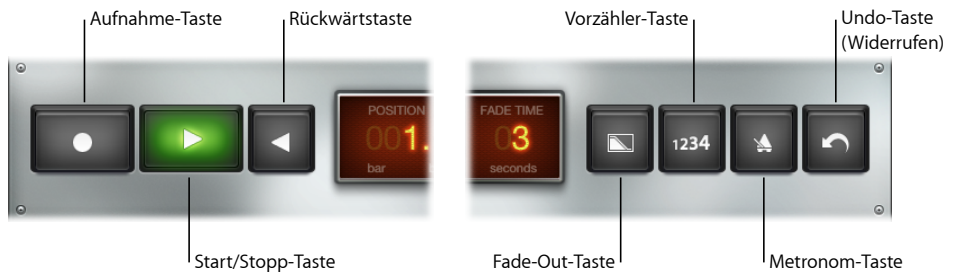 Aufnahme-Taste
Rückwärtstaste
Vorzähler-Taste
Undo-Taste
(Widerrufen)
POSITION
001.
bar
FADE TIME
03
seconds
1234
Start/Stopp-Taste
Fade-Out-Taste
Metronom-Taste